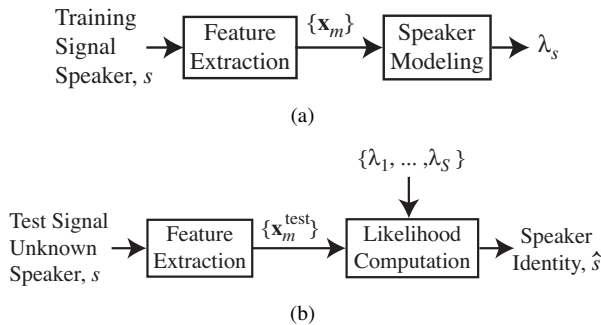 Training
Signal
Speaker, s
Feature
Extraction
{x_m}
Speaker
Modeling
λ_s
(a)
{λ_1, ... ,λ_S }
Test Signal
Unknown
Speaker, s
Feature
Extraction
{x_m^test}
Likelihood
Computation
Speaker
Identity, ŝ
(b)